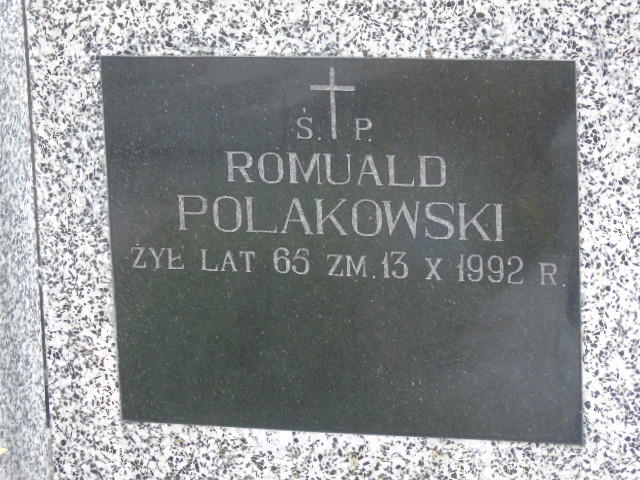 Ś. P.
ROMUALD
POLAKOWSKI
ŻYŁ LAT 65 ZM. 13 X 1992 R.